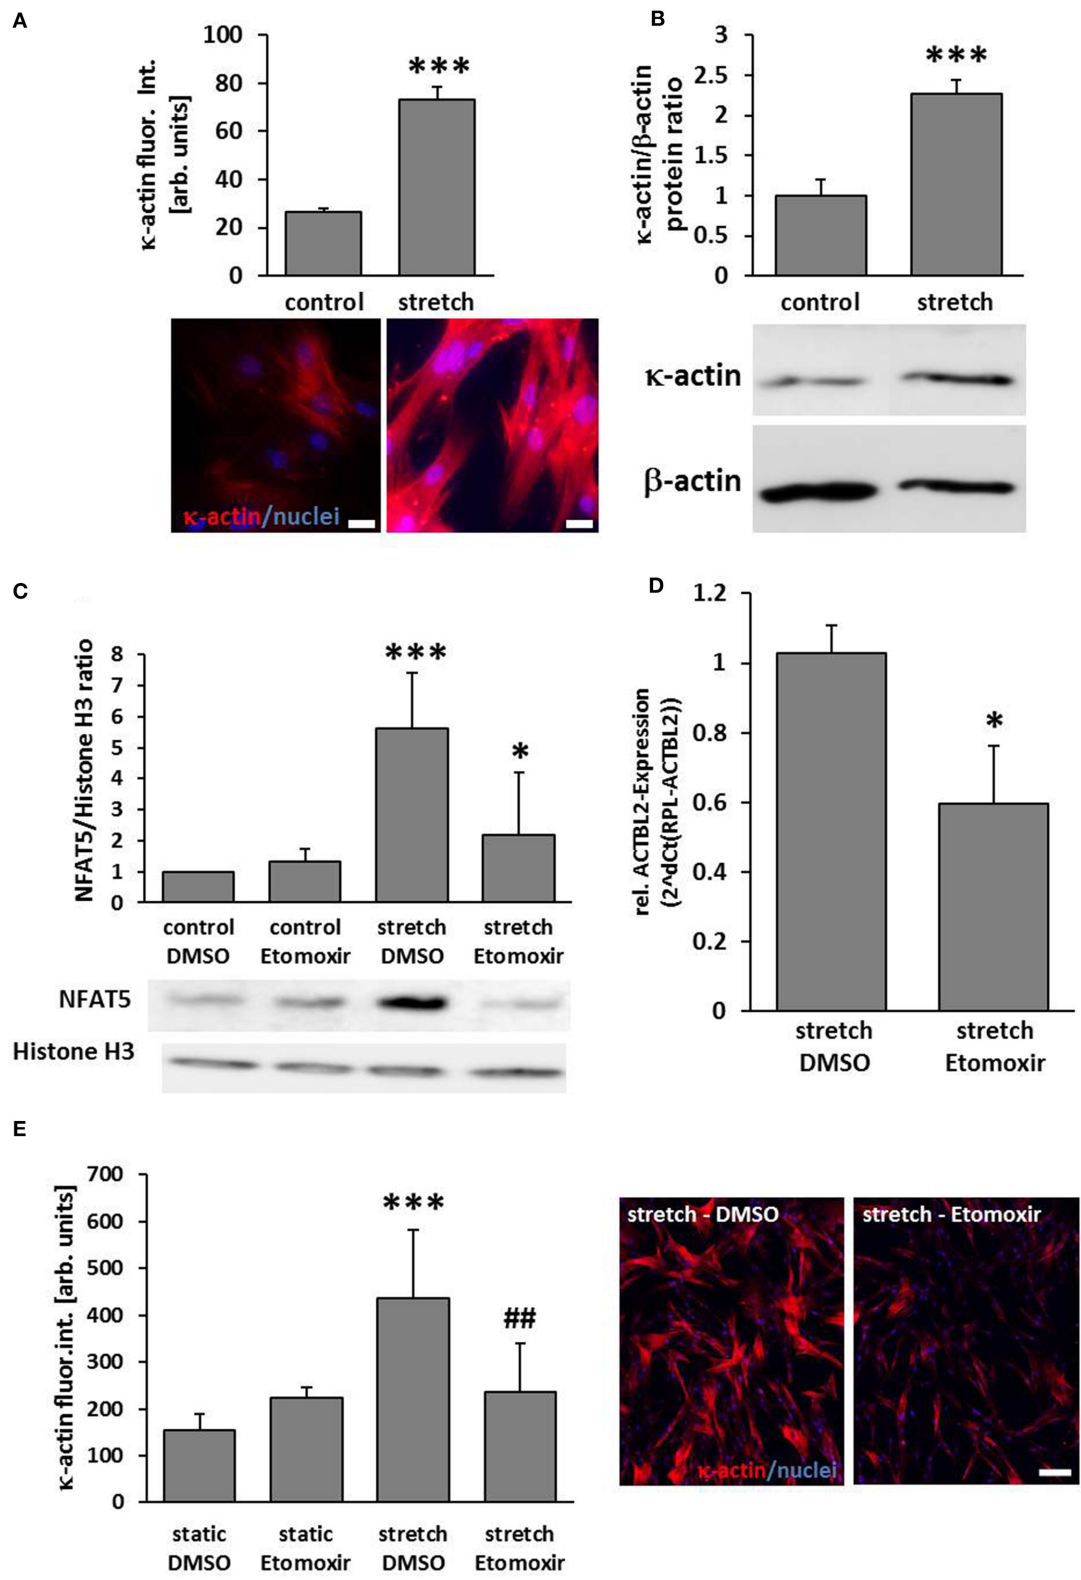 A
κ-actin fluor. Int.
[arb. units]
100
80
60
40
20
0
***
control
stretch
κ-actin/nuclei
B
κ-actin/β-actin
protein ratio
3
2.5
2
1.5
1
0.5
0
***
control
stretch
κ-actin
β-actin
C
NFAT5/Histone H3 ratio
8
7
6
5
4
3
2
1
0
***
*
control
DMSO
control
Etomoxir
stretch
DMSO
stretch
Etomoxir
NFAT5
Histone H3
D
rel. ACTBL2-Expression
(2^dCt(RPL-ACTBL2))
1.2
1
0.8
0.6
0.4
0.2
0
*
stretch
DMSO
stretch
Etomoxir
E
κ-actin fluor.int. [arb. units]
700
600
500
400
300
200
100
0
***
##
static
DMSO
static
Etomoxir
stretch
DMSO
stretch
Etomoxir
stretch - DMSO
κ-actin/nuclei
stretch - Etomoxir